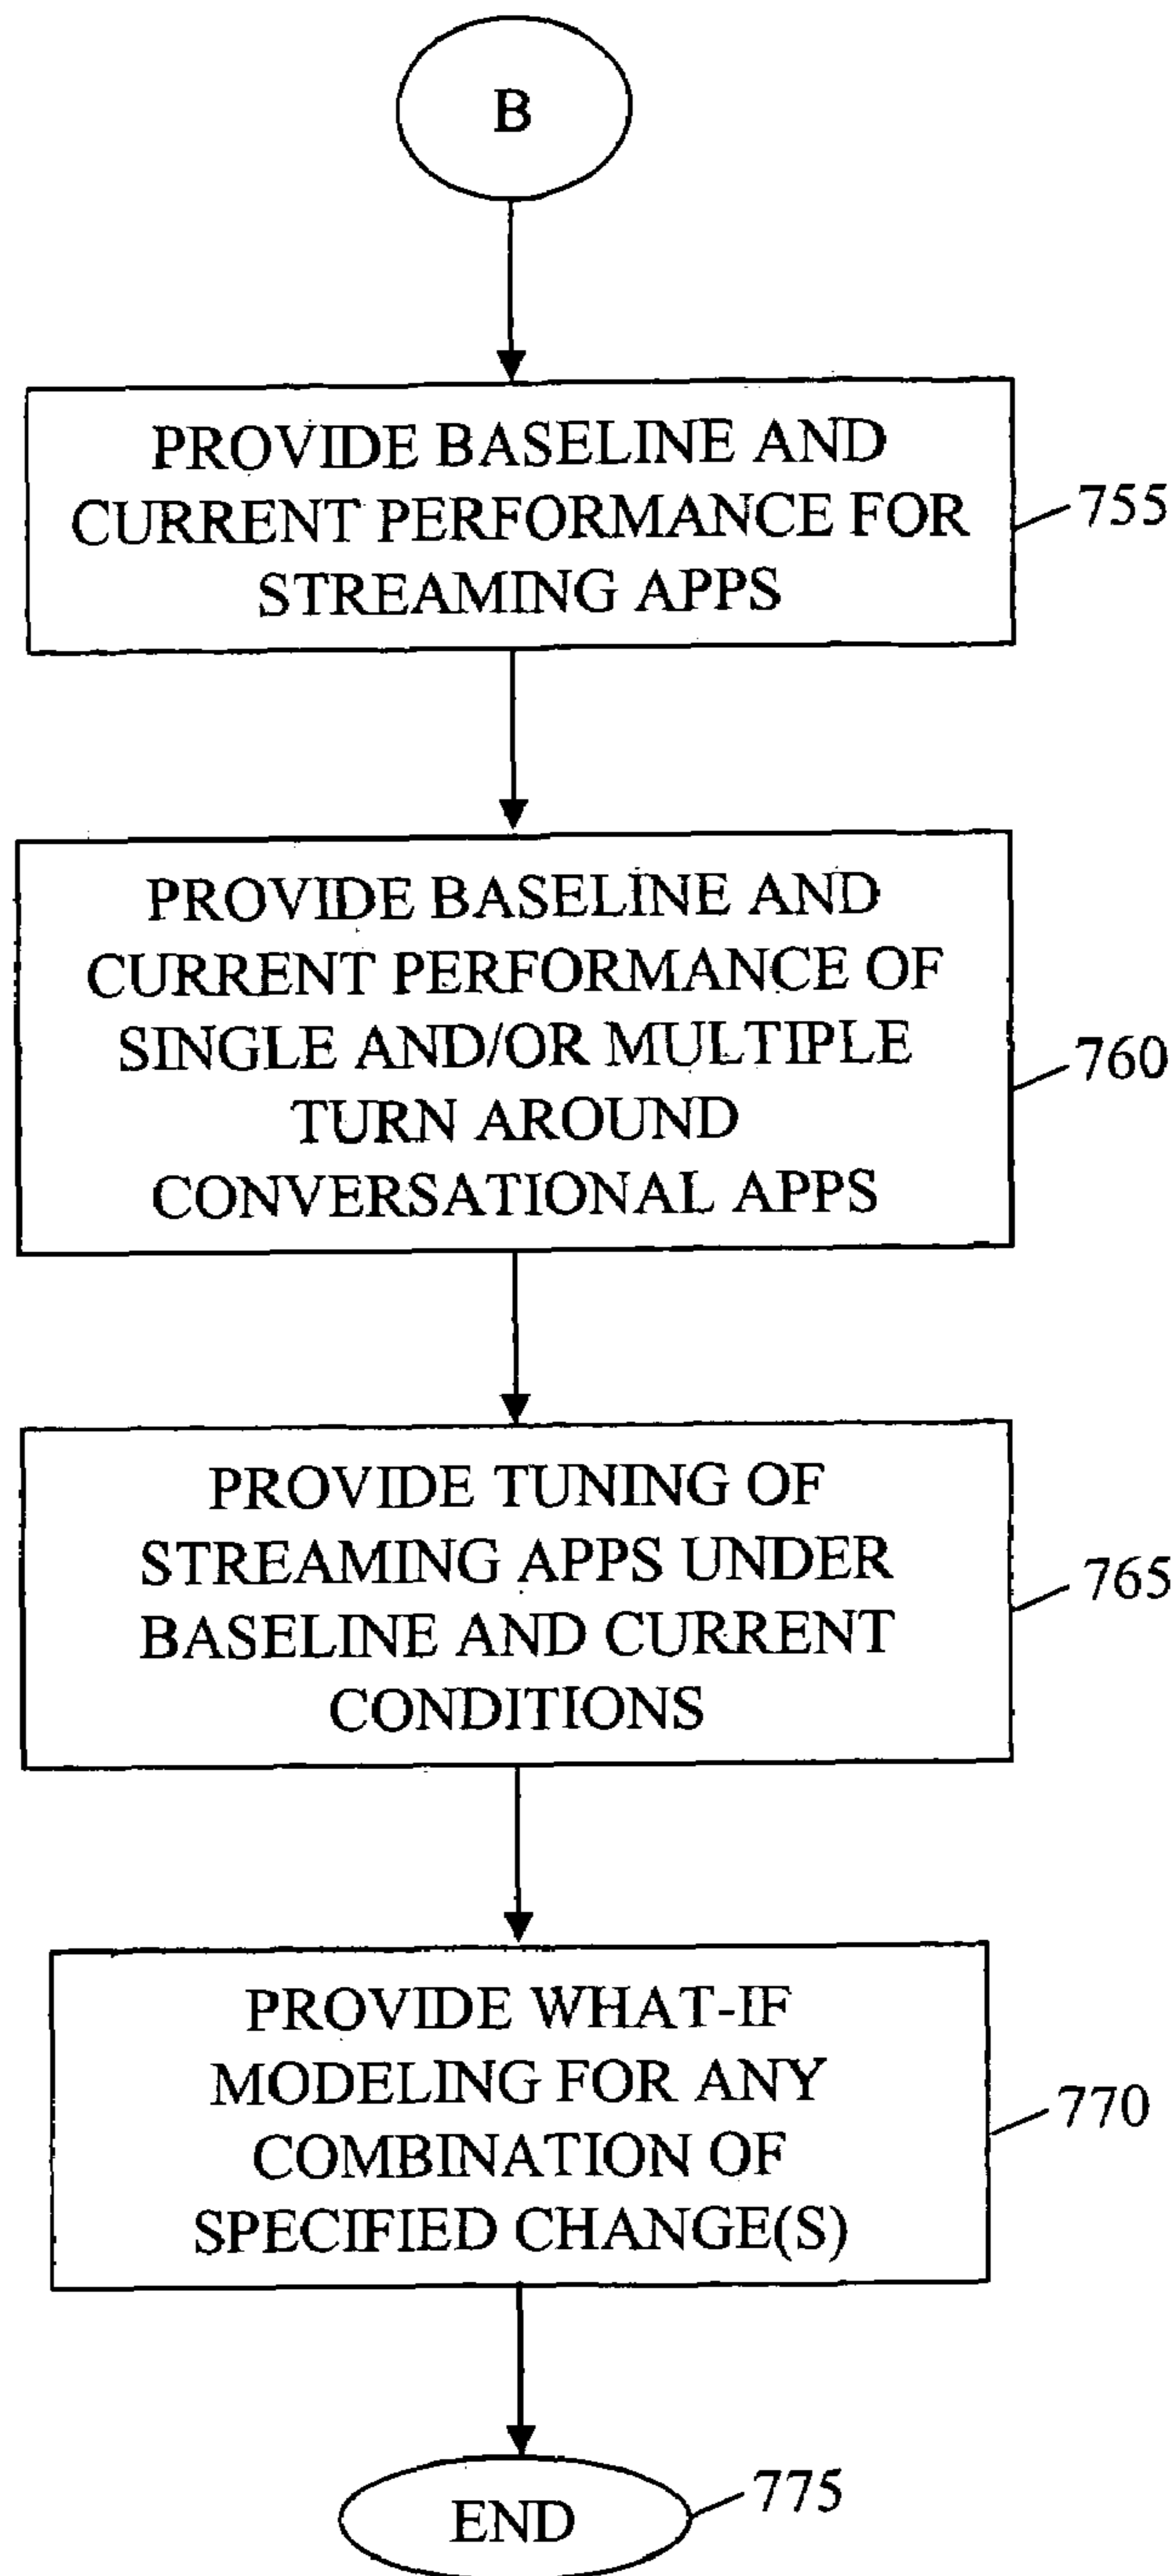 B
PROVIDE BASELINE AND
CURRENT PERFORMANCE FOR
STREAMING APPS
755
PROVIDE BASELINE AND
CURRENT PERFORMANCE OF
SINGLE AND/OR MULTIPLE
TURN AROUND
CONVERSATIONAL APPS
760
PROVIDE TUNING OF
STREAMING APPS UNDER
BASELINE AND CURRENT
CONDITIONS
765
PROVIDE WHAT-IF
MODELING FOR ANY
COMBINATION OF
SPECIFIED CHANGE(S)
770
END
775